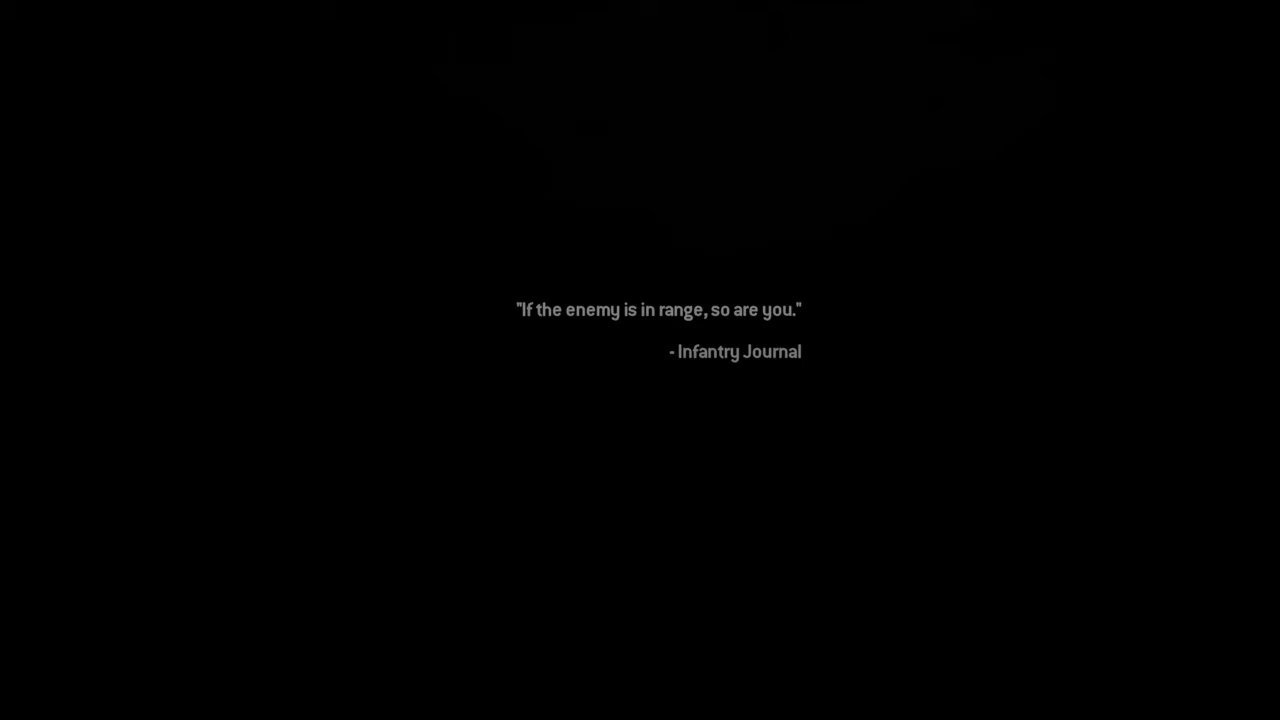 "If the enemy is in range, so are you."
- Infantry Journal